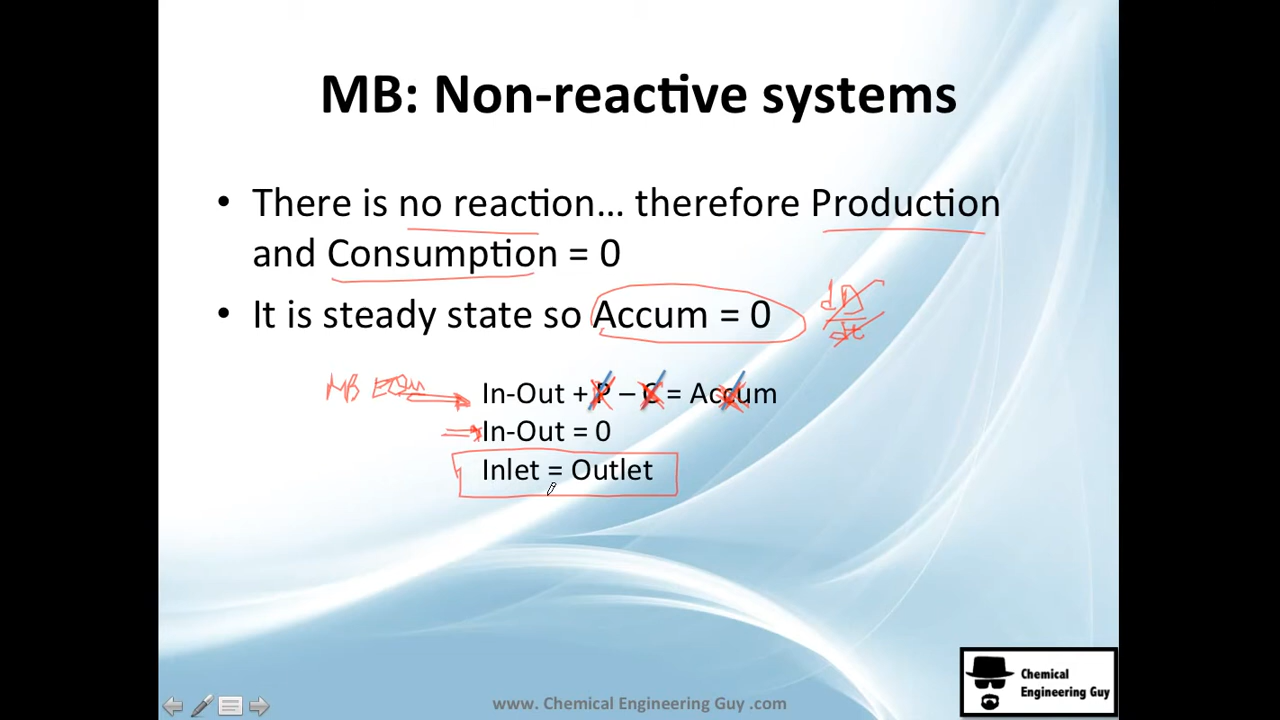 MB: Non-reactive systems
• There is no reaction... therefore Production
and Consumption = 0
• It is steady state so Accum = 0
MB EQn
In-Out + P – C = Accum
In-Out = 0
Inlet = Outlet
www. Chemical Engineering Guy .com
Chemical
Engineering Guy